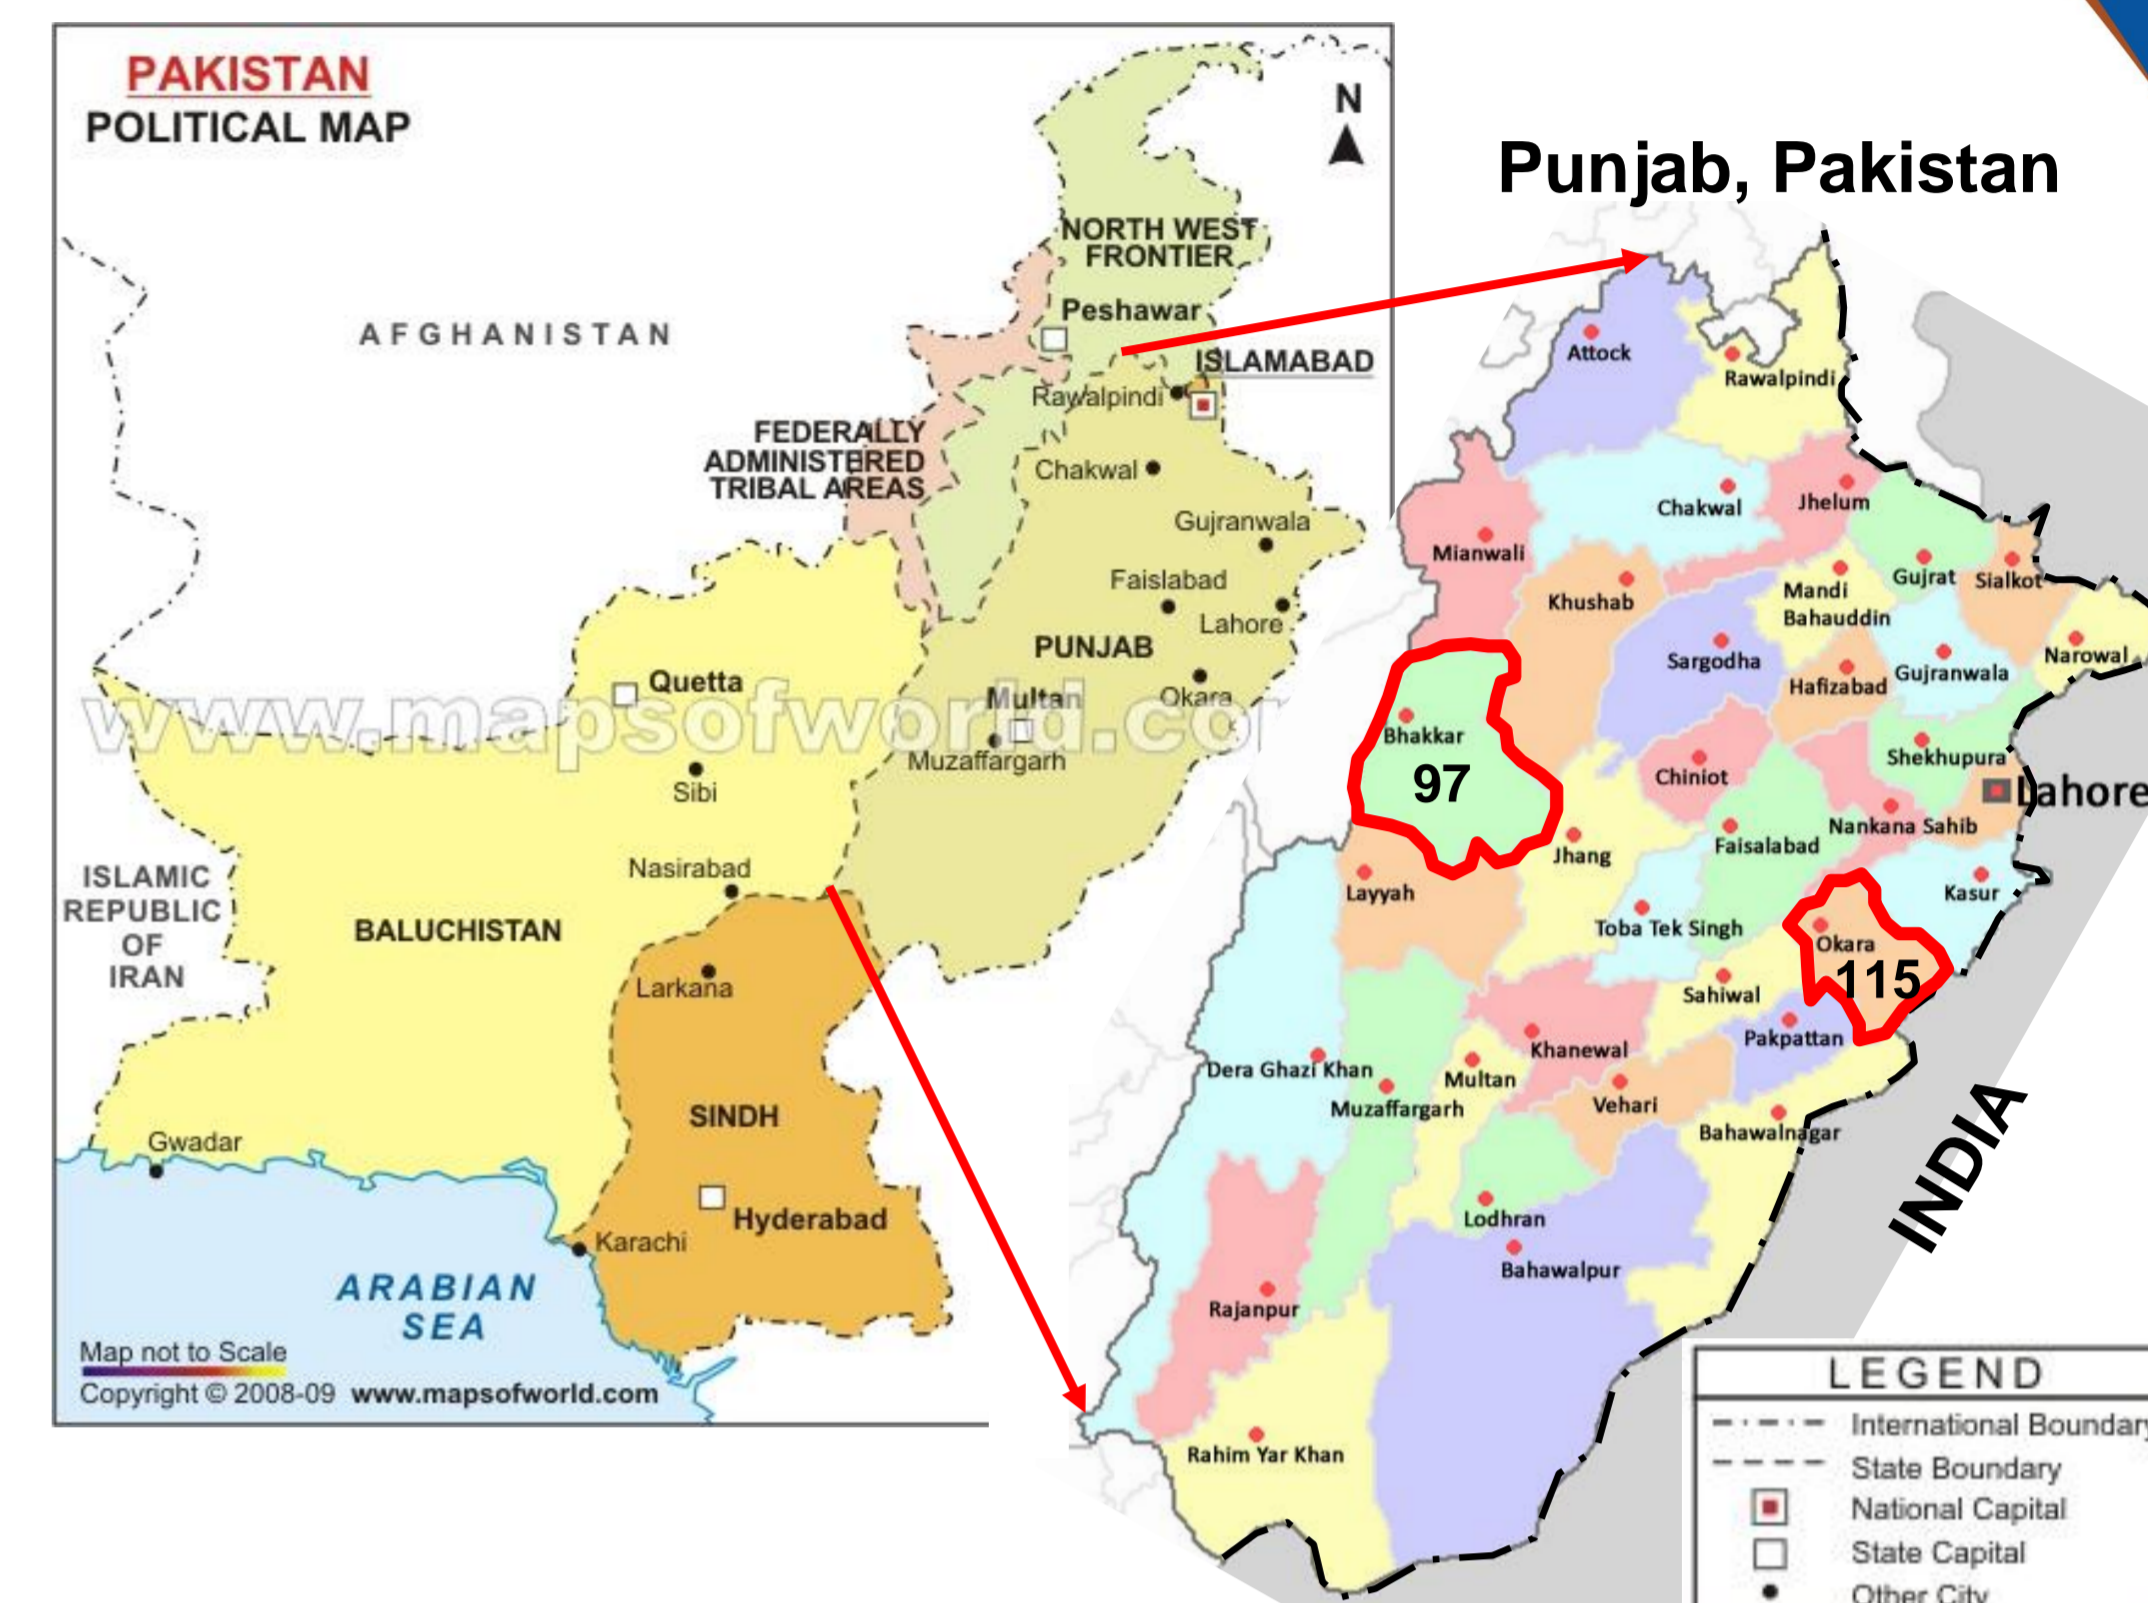 PAKISTAN
POLITICAL MAP
N
AFGHANISTAN
NORTH WEST
FRONTIER
Peshawar
ISLAMABAD
Rawalpindi
FEDERALLY
ADMINISTERED
TRIBAL AREAS
Chakwal
Gujranwala
Faislabad
Lahore
PUNJAB
Quetta
Multan
Okara
www.mapsofworld.co
Muzaffargarh
Sibi
Nasirabad
ISLAMIC
REPUBLIC
OF
IRAN
BALUCHISTAN
Larkana
SINDH
Gwadar
Hyderabad
Karachi
ARABIAN
SEA
Map not to Scale
Copyright © 2008-09 www.mapsofworld.com
Punjab, Pakistan
Attock
Rawalpindi
Chakwal
Jhelum
Mianwali
Khushab
Mandi
Bahauddin
Gujrat
Sialkot
Sargodha
Hafizabad
Gujranwala
Narowal
Bhakkar
97
Chiniot
Shekhupura
Lahore
Nankana Sahib
Jhang
Faisalabad
Layyah
Kasur
Toba Tek Singh
Okara
115
Sahiwal
Pakpattan
Dera Ghazi Khan
Khanewal
Multan
Muzaffargarh
Vehari
Bahawalnagar
INDIA
Lodhran
Bahawalpur
Rajanpur
Rahim Yar Khan
LEGEND
International Boundary
State Boundary
National Capital
State Capital
Other City